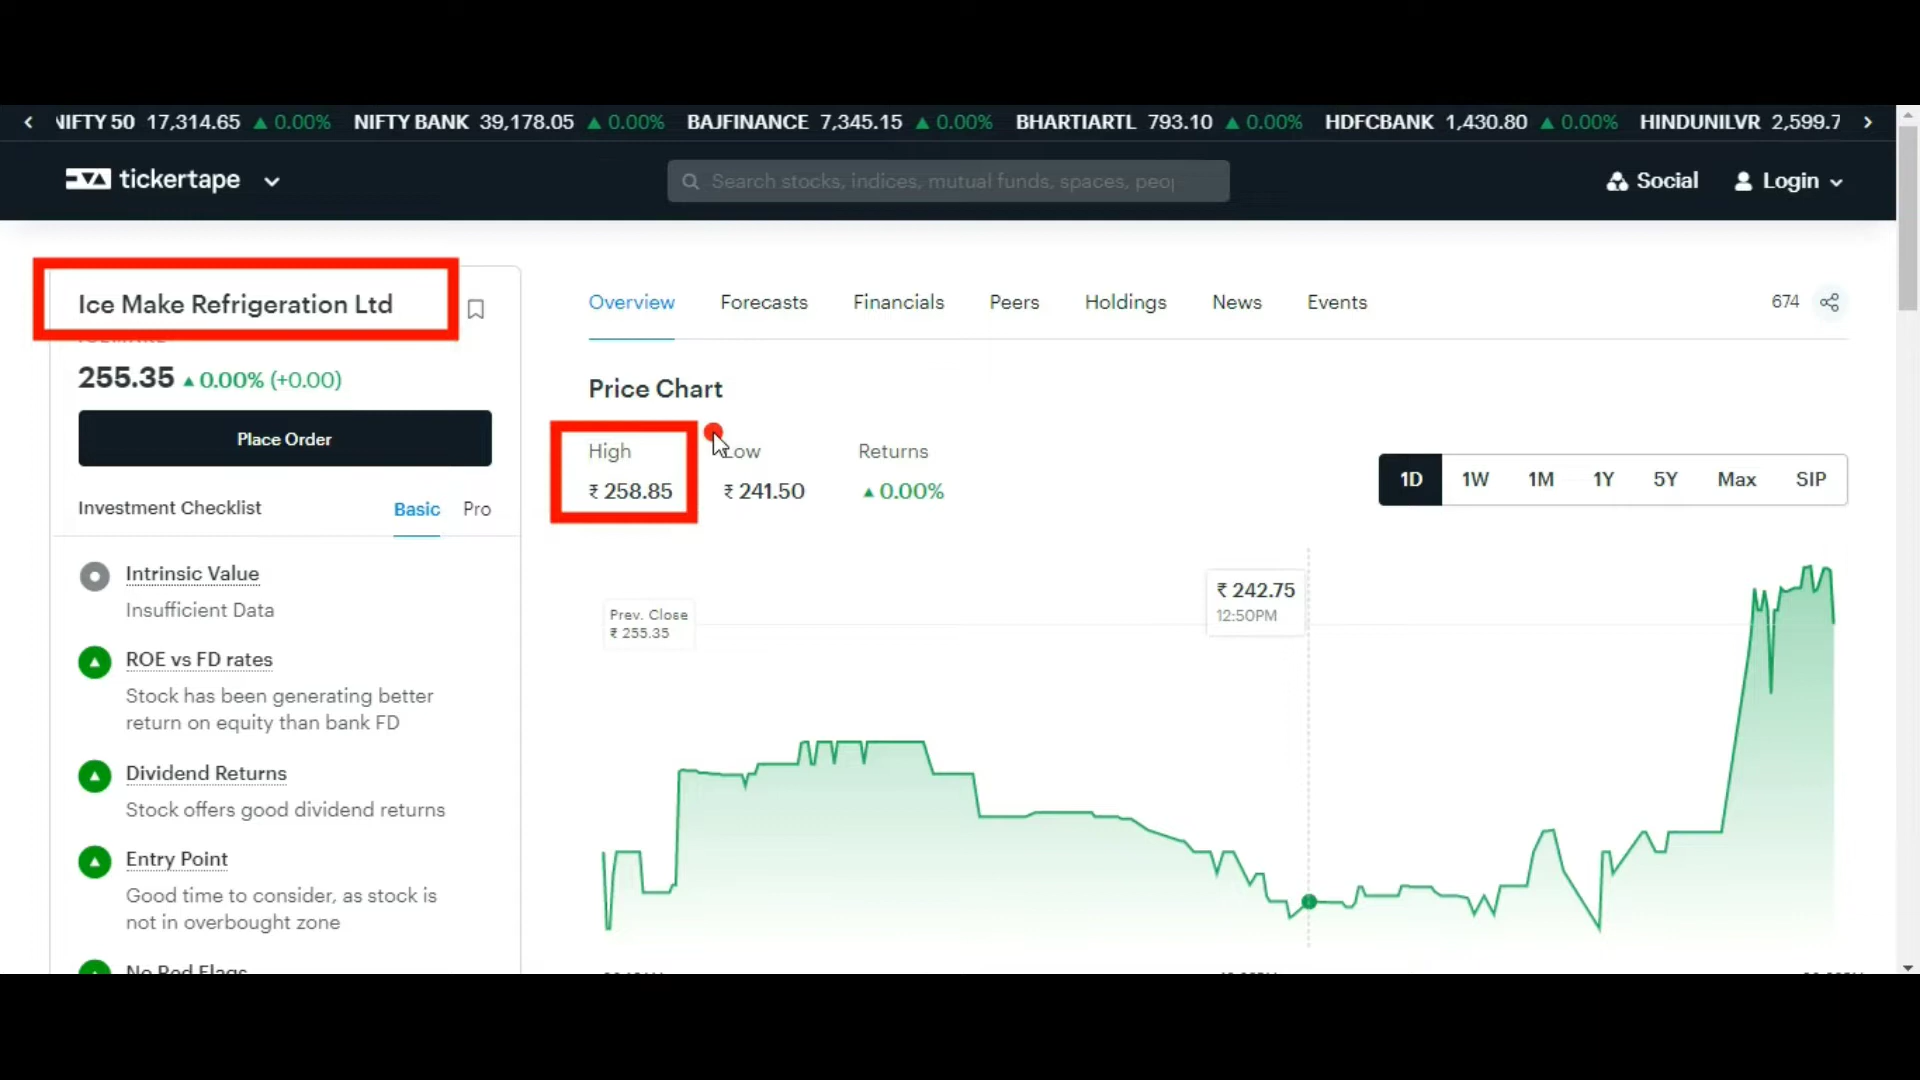 NIFTY 50 17,314.65 0.00% NIFTY BANK 39,178.05 0.00% BAJFINANCE 7,345.15 0.00% BHARTIARTL 793.10 0.00% HDFCBANK 1,430.80 0.00% HINDUNILVR 2,599.7
tickertape
Search stocks, indices, mutual funds, spaces,
Social
Login
Ice Make Refrigeration Ltd
255.35 0.00% (+0.00)
Place Order
Investment Checklist Basic Pro
Intrinsic Value
Insufficient Data
ROE vs FD rates
Stock has been generating better
return on equity than bank FD
Dividend Returns
Stock offers good dividend returns
Entry Point
Good time to consider, as stock is
not in overbought zone
No Red Flags
Overview Forecasts Financials Peers Holdings News Events
674
Price Chart
High Low Returns
₹ 258.85 ₹ 241.50 0.00%
1D 1W 1M 1Y 5Y Max SIP
₹ 242.75
12:50PM
Prev. Close
₹ 255.35